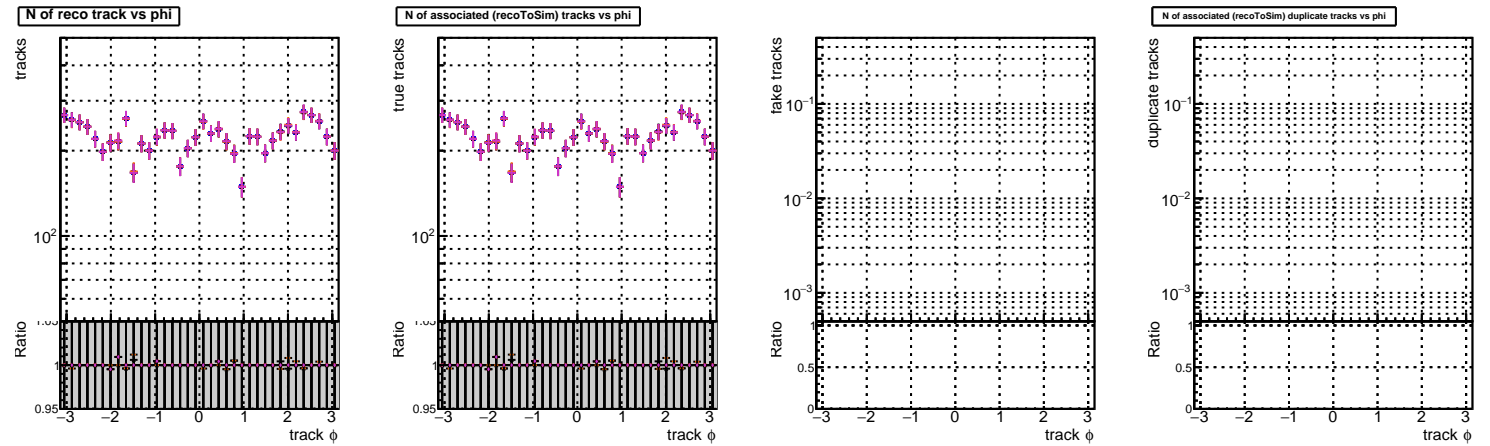 N of reco track vs phi
tracks
10²
Ratio
1.05
1
0.95
−3 −2 −1 0 1 2 3
track ϕ
N of associated (recoToSim) tracks vs phi
true tracks
10²
Ratio
1.05
1
0.95
−3 −2 −1 0 1 2 3
track ϕ
fake tracks
10⁻¹
10⁻²
10⁻³
Ratio
1
0.5
0
−3 −2 −1 0 1 2 3
track ϕ
N of associated (recoToSim) duplicate tracks vs phi
duplicate tracks
10⁻¹
10⁻²
10⁻³
Ratio
1
0.5
0
−3 −2 −1 0 1 2 3
track ϕ